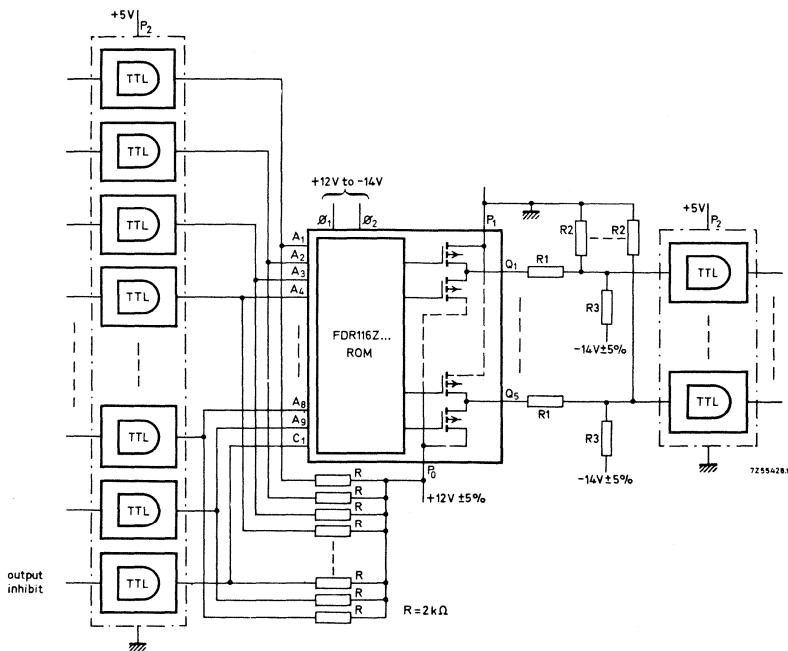 +5V
P2
TTL
TTL
TTL
TTL
TTL
TTL
TTL
output
inhibit
+12V to -14V
Ø1
Ø2
A1
A2
A3
A4
A8
A9
C1
FDR116Z...
ROM
P1
Q1
Q5
P0
+12V ±5%
R
R
R
R
R
R
R
R=2kΩ
R1
R1
R2
R2
R3
-14V±5%
R3
-14V±5%
+5V
P2
TTL
TTL
7Z55428.1